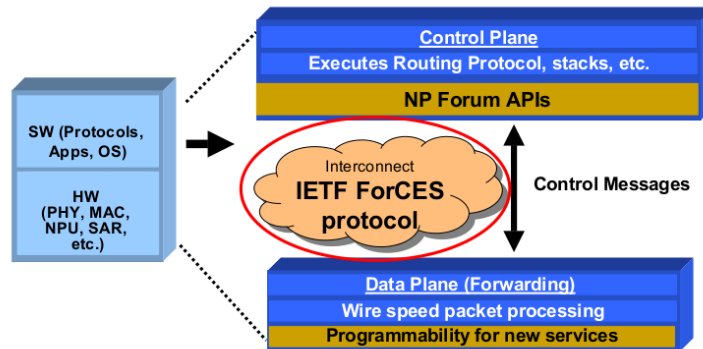 Control Plane
Executes Routing Protocol, stacks, etc.
NP Forum APIs
SW (Protocols,
Apps, OS)
HW
(PHY, MAC,
NPU, SAR,
etc.)
Interconnect
IETF ForCES
protocol
Control Messages
Data Plane (Forwarding)
Wire speed packet processing
Programmability for new services